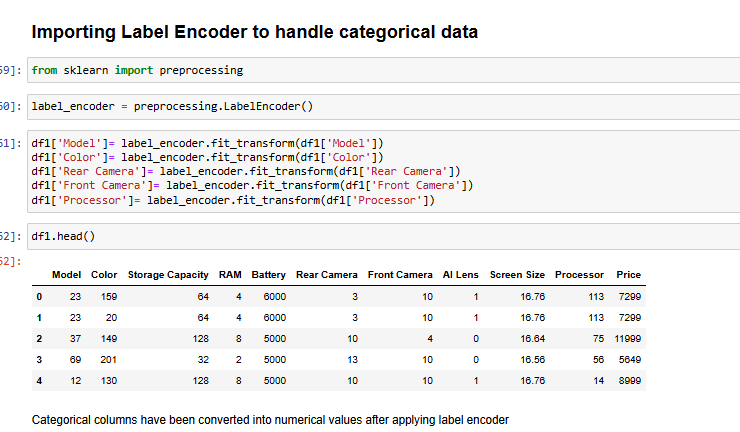 Importing Label Encoder to handle categorical data
59]: from sklearn import preprocessing
60]: label_encoder = preprocessing.LabelEncoder()
61]: df1['Model']= label_encoder.fit_transform(df1['Model'])
df1['Color']= label_encoder.fit_transform(df1['Color'])
df1['Rear Camera']= label_encoder.fit_transform(df1['Rear Camera'])
df1['Front Camera']= label_encoder.fit_transform(df1['Front Camera'])
df1['Processor']= label_encoder.fit_transform(df1['Processor'])
62]: df1.head()
62]:
Model Color Storage Capacity RAM Battery Rear Camera Front Camera AI Lens Screen Size Processor Price
0 23 159 64 4 6000 3 10 1 16.76 113 7299
1 23 20 64 4 6000 3 10 1 16.76 113 7299
2 37 149 128 8 5000 10 4 0 16.64 75 11999
3 69 201 32 2 5000 13 10 0 16.56 56 5649
4 12 130 128 8 5000 10 10 1 16.76 14 8999
Categorical columns have been converted into numerical values after applying label encoder